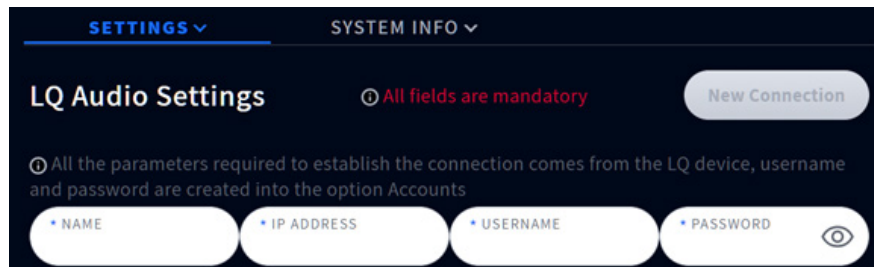 SETTINGS SYSTEM INFO
LQ Audio Settings All fields are mandatory New Connection
All the parameters required to establish the connection comes from the LQ device, username
and password are created into the option Accounts
* NAME * IP ADDRESS * USERNAME * PASSWORD